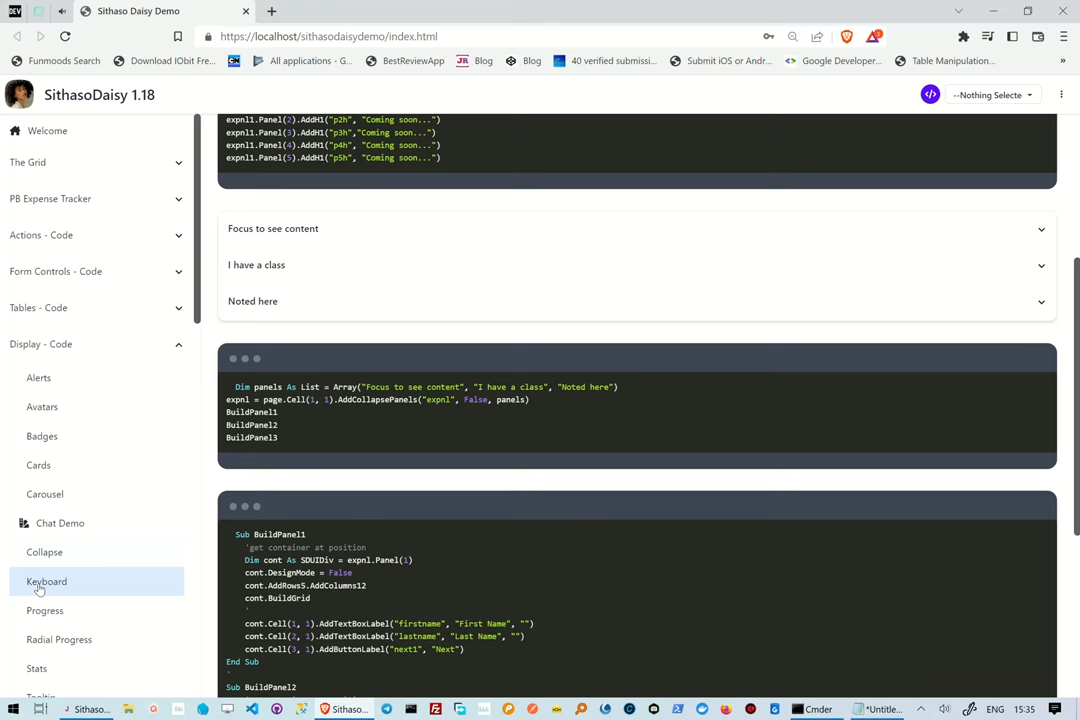 DEV
Sithaso Daisy Demo
https://localhost/sithasodaisydemo/index.html
Funmoods Search
Download IObit Fre...
All applications - G...
BestReviewApp
JR Blog
Blog
40 verified submissi...
Submit iOS or Andr...
Google Developer...
Table Manipulation...
SithasoDaisy 1.18
--Nothing Selecte
Welcome
The Grid
PB Expense Tracker
Actions - Code
Form Controls - Code
Tables - Code
Display - Code
Alerts
Avatars
Badges
Cards
Carousel
Chat Demo
Collapse
Keyboard
Progress
Radial Progress
Stats
Tooltip
expnl1.Panel(2).AddH1("p2h", "Coming soon...")
expnl1.Panel(3).AddH1("p3h","Coming soon...")
expnl1.Panel(4).AddH1("p4h", "Coming soon...")
expnl1.Panel(5).AddH1("p5h", "Coming soon...")
Focus to see content
I have a class
Noted here
Dim panels As List = Array("Focus to see content", "I have a class", "Noted here")
expnl = page.Cell(1, 1).AddCollapsePanels("expnl", False, panels)
BuildPanel1
BuildPanel2
BuildPanel3
Sub BuildPanel1
'get container at position
Dim cont As SDUIDiv = expnl.Panel(1)
cont.DesignMode = False
cont.AddRows5.AddColumns12
cont.BuildGrid
'
cont.Cell(1, 1).AddTextBoxLabel("firstname", "First Name", "")
cont.Cell(2, 1).AddTextBoxLabel("lastname", "Last Name", "")
cont.Cell(3, 1).AddButtonLabel("next1", "Next")
End Sub
'
Sub BuildPanel2
Sithaso...
Sithaso...
Cmder
*Untitle...
ENG
15:35